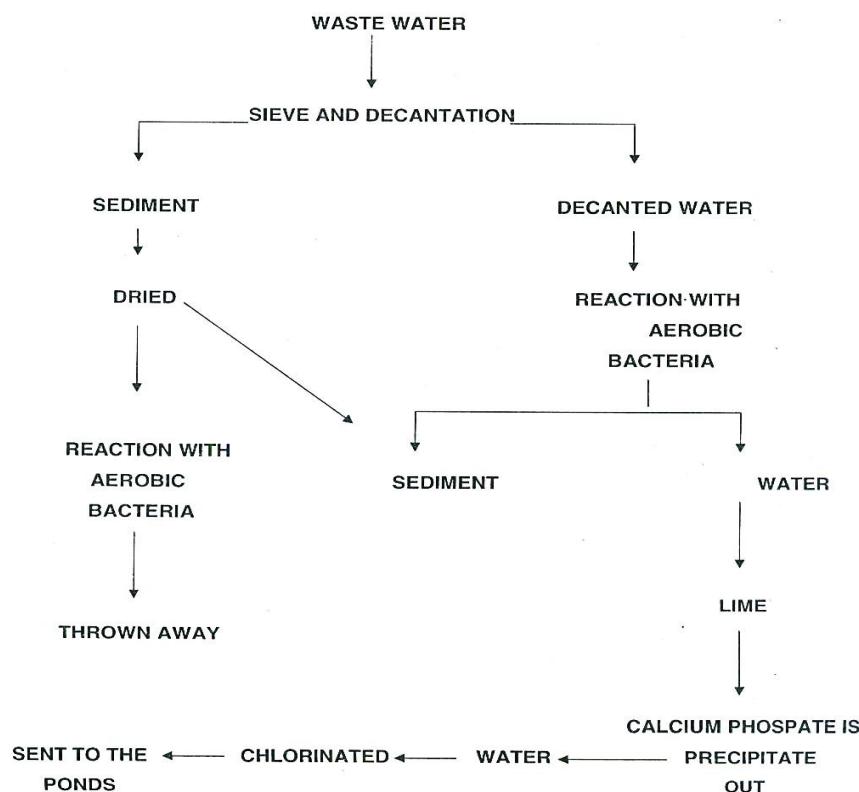 WASTE WATER
SIEVE AND DECANTATION
SEDIMENT
DECANTED WATER
DRIED
REACTION WITH
AEROBIC
BACTERIA
REACTION WITH
AEROBIC
BACTERIA
SEDIMENT
WATER
THROWN AWAY
LIME
CALCIUM PHOSPATE IS
PRECIPITATE
OUT
WATER
CHLORINATED
SENT TO THE
PONDS